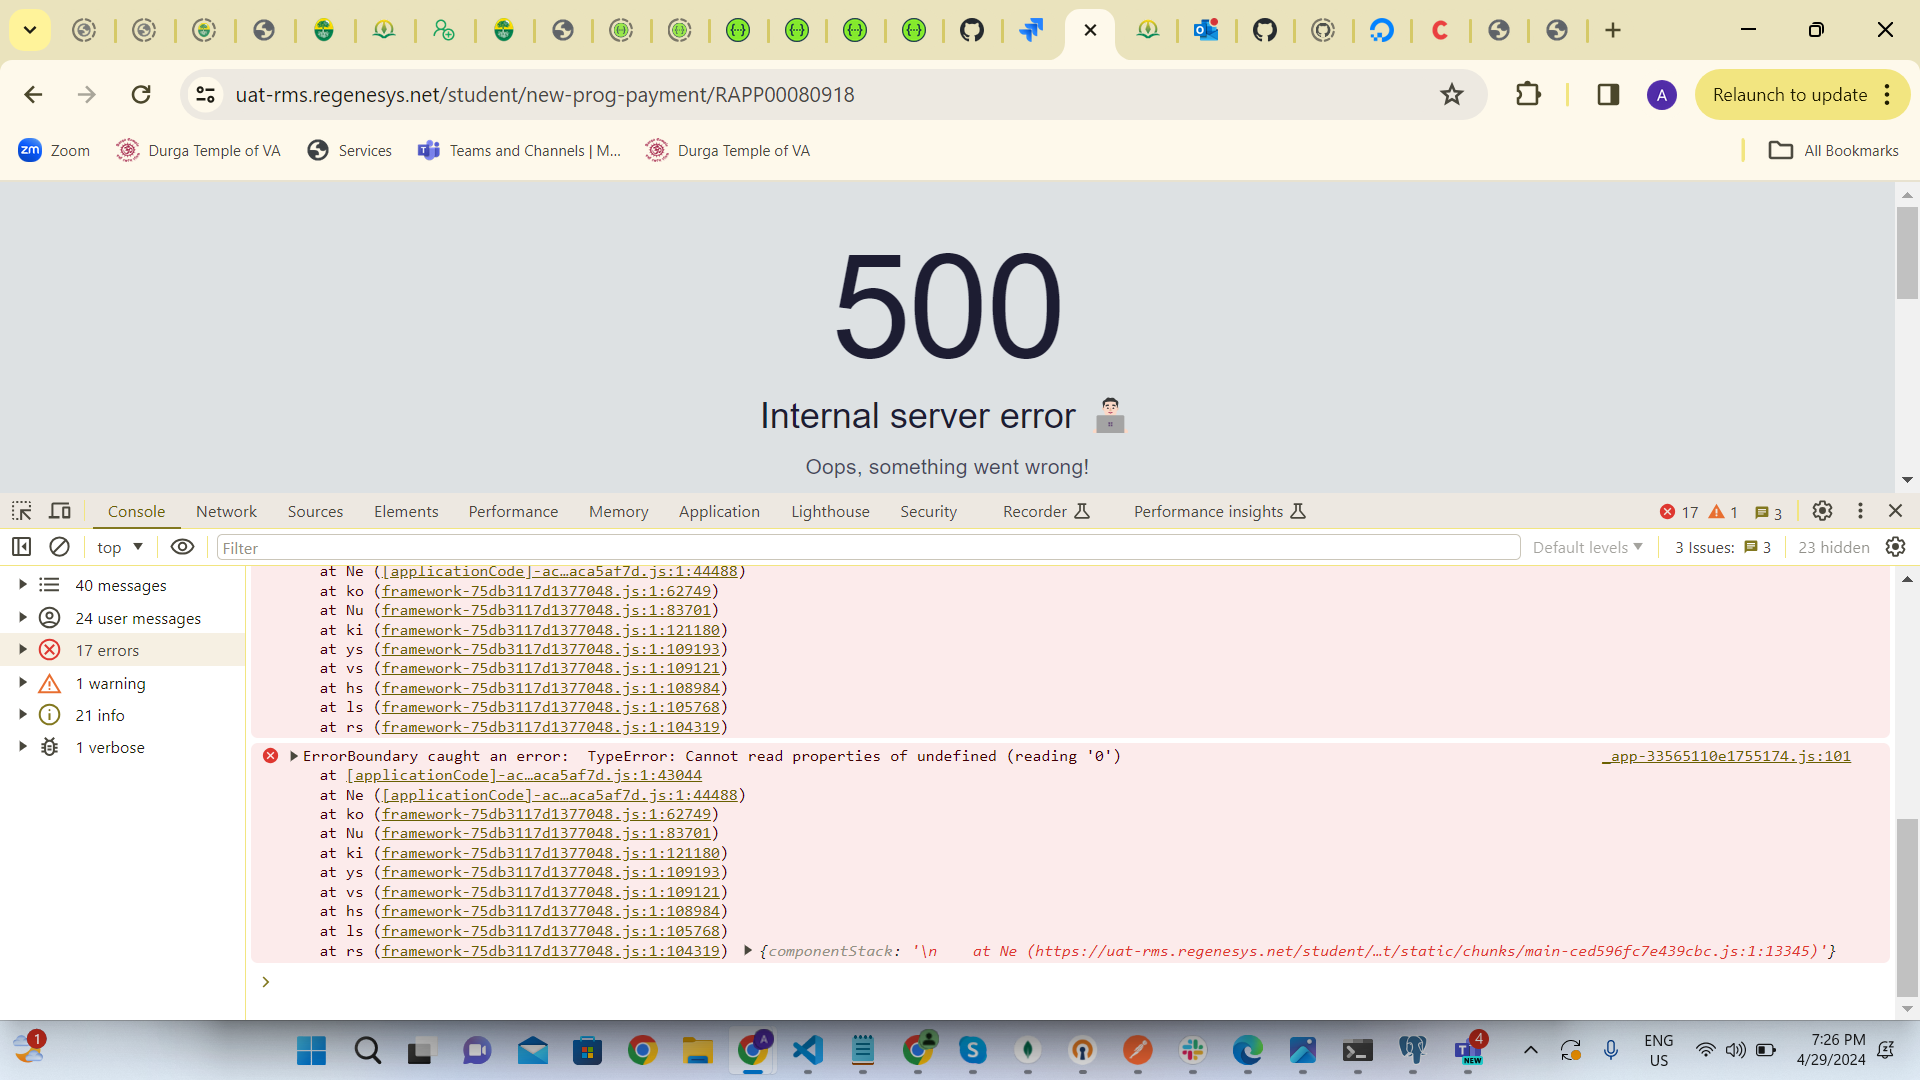 uat-rms.regenesys.net/student/new-prog-payment/RAPP00080918
A
Relaunch to update
zm Zoom
Durga Temple of VA
Services
Teams and Channels | M...
Durga Temple of VA
All Bookmarks
500
Internal server error
Oops, something went wrong!
Console
Network
Sources
Elements
Performance
Memory
Application
Lighthouse
Security
Recorder
Performance insights
17
1
3
top
Filter
Default levels
3 Issues: 3
23 hidden
40 messages
24 user messages
17 errors
1 warning
21 info
1 verbose
at Ne ([applicationCode]-ac…aca5af7d.js:1:44488)
at ko (framework-75db3117d1377048.js:1:62749)
at Nu (framework-75db3117d1377048.js:1:83701)
at ki (framework-75db3117d1377048.js:1:121180)
at ys (framework-75db3117d1377048.js:1:109193)
at vs (framework-75db3117d1377048.js:1:109121)
at hs (framework-75db3117d1377048.js:1:108984)
at ls (framework-75db3117d1377048.js:1:105768)
at rs (framework-75db3117d1377048.js:1:104319)
ErrorBoundary caught an error:  TypeError: Cannot read properties of undefined (reading '0')
_app-33565110e1755174.js:101
at [applicationCode]-ac…aca5af7d.js:1:43044
at Ne ([applicationCode]-ac…aca5af7d.js:1:44488)
at ko (framework-75db3117d1377048.js:1:62749)
at Nu (framework-75db3117d1377048.js:1:83701)
at ki (framework-75db3117d1377048.js:1:121180)
at ys (framework-75db3117d1377048.js:1:109193)
at vs (framework-75db3117d1377048.js:1:109121)
at hs (framework-75db3117d1377048.js:1:108984)
at ls (framework-75db3117d1377048.js:1:105768)
at rs (framework-75db3117d1377048.js:1:104319) {componentStack: '\n    at Ne (https://uat-rms.regenesys.net/student/…t/static/chunks/main-ced596fc7e439cbc.js:1:13345)'}
1
A
4
NEW
ENG
US
7:26 PM
4/29/2024